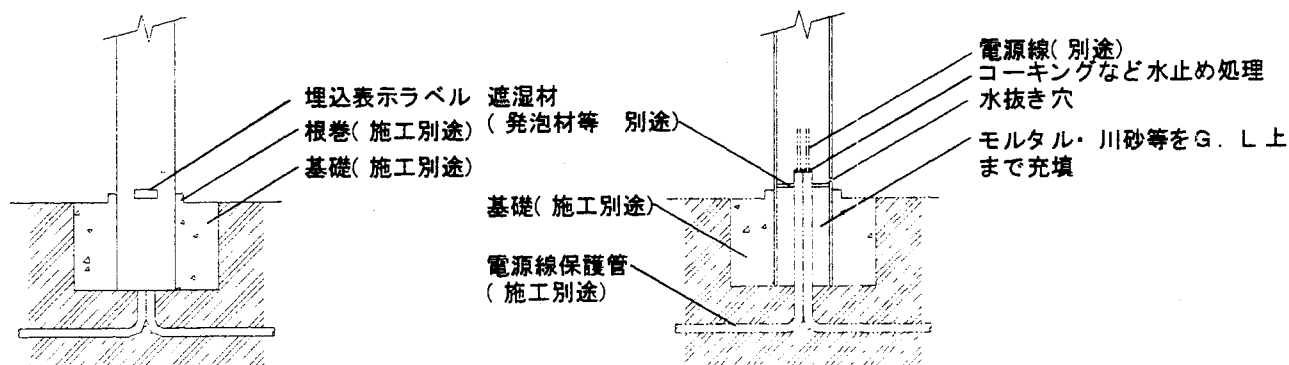 埋込表示ラベル
根巻( 施工別途)
基礎( 施工別途)
遮湿材
( 発泡材等　別途)
電源線( 別途)
コーキングなど水止め処理
水抜き穴
モルタル・川砂等をG．L上
まで充填
基礎( 施工別途)
電源線保護管
( 施工別途)